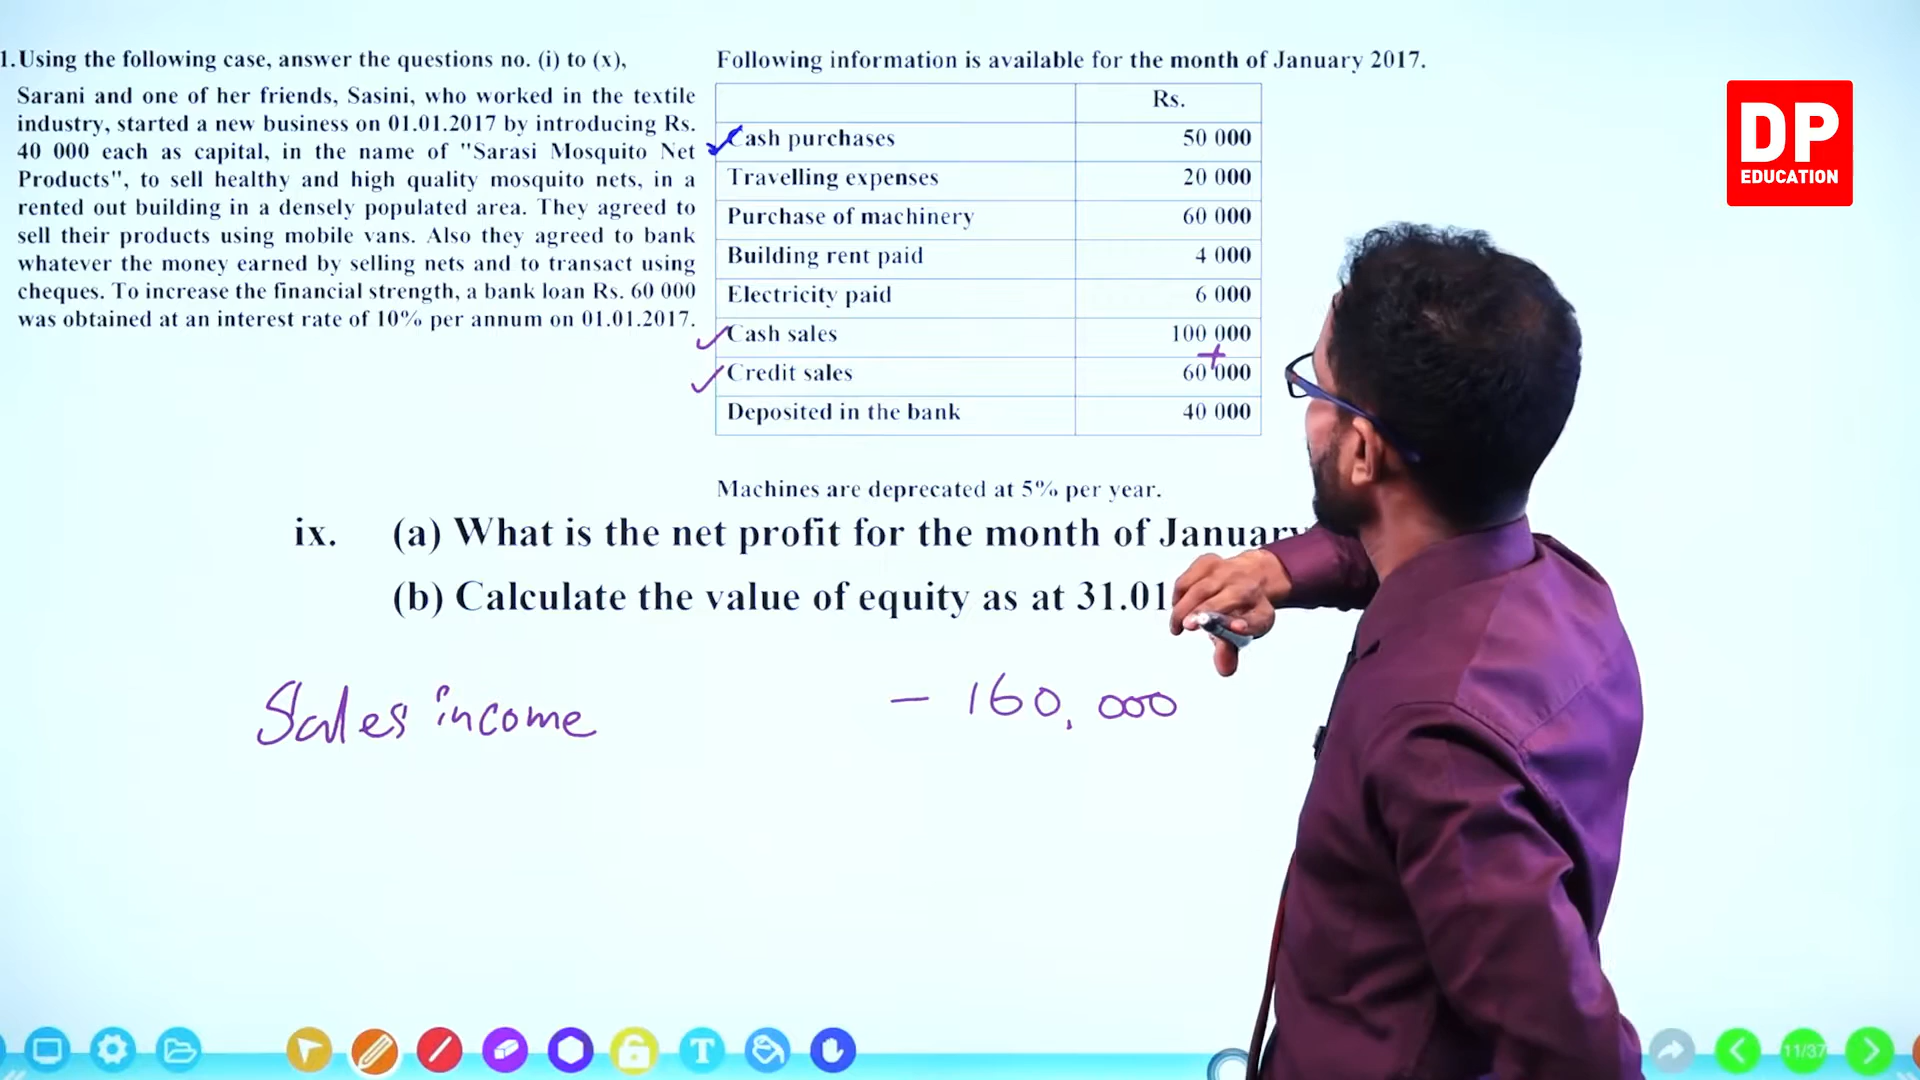 1.Using the following case, answer the questions no. (i) to (x),
Sarani and one of her friends, Sasini, who worked in the textile
industry, started a new business on 01.01.2017 by introducing Rs.
40 000 each as capital, in the name of "Sarasi Mosquito Net
Products", to sell healthy and high quality mosquito nets, in a
rented out building in a densely populated area. They agreed to
sell their products using mobile vans. Also they agreed to bank
whatever the money earned by selling nets and to transact using
cheques. To increase the financial strength, a bank loan Rs. 60 000
was obtained at an interest rate of 10% per annum on 01.01.2017.
Following information is available for the month of January 2017.
Rs.
Cash purchases 50 000
Travelling expenses 20 000
Purchase of machinery 60 000
Building rent paid 4 000
Electricity paid 6 000
Cash sales 100 000
+
Credit sales 60 000
Deposited in the bank 40 000
Machines are deprecated at 5% per year.
ix. (a) What is the net profit for the month of January
(b) Calculate the value of equity as at 31.01
Sales income - 160,000
DP
EDUCATION
T
11/37